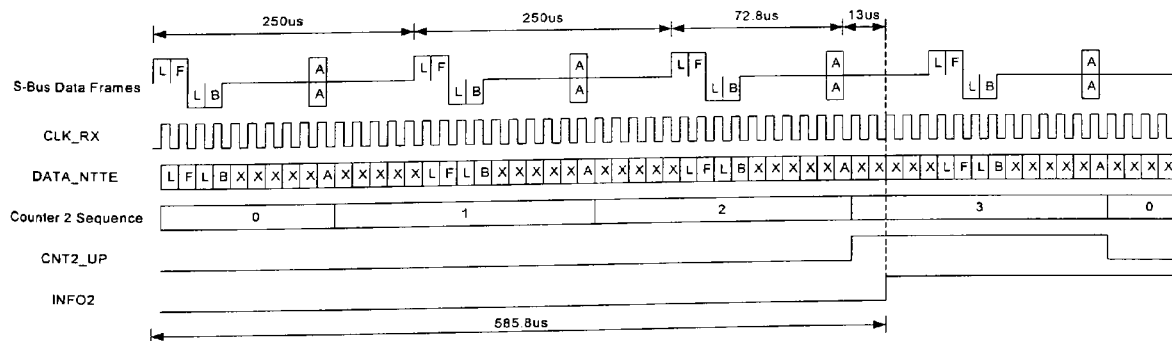 250us 250us 72.8us 13us
S-Bus Data Frames L F L B A A L F L B A A L F L B A A L F L B A A
CLK_RX
DATA_NTTE L F L B X X X X X A X X X X X L F L B X X X X X A X X X X X L F L B X X X X X A X X X X X L F L B X X X X X A X X X X
Counter 2 Sequence 0 1 2 3 0
CNT2_UP
INFO2
585.8us